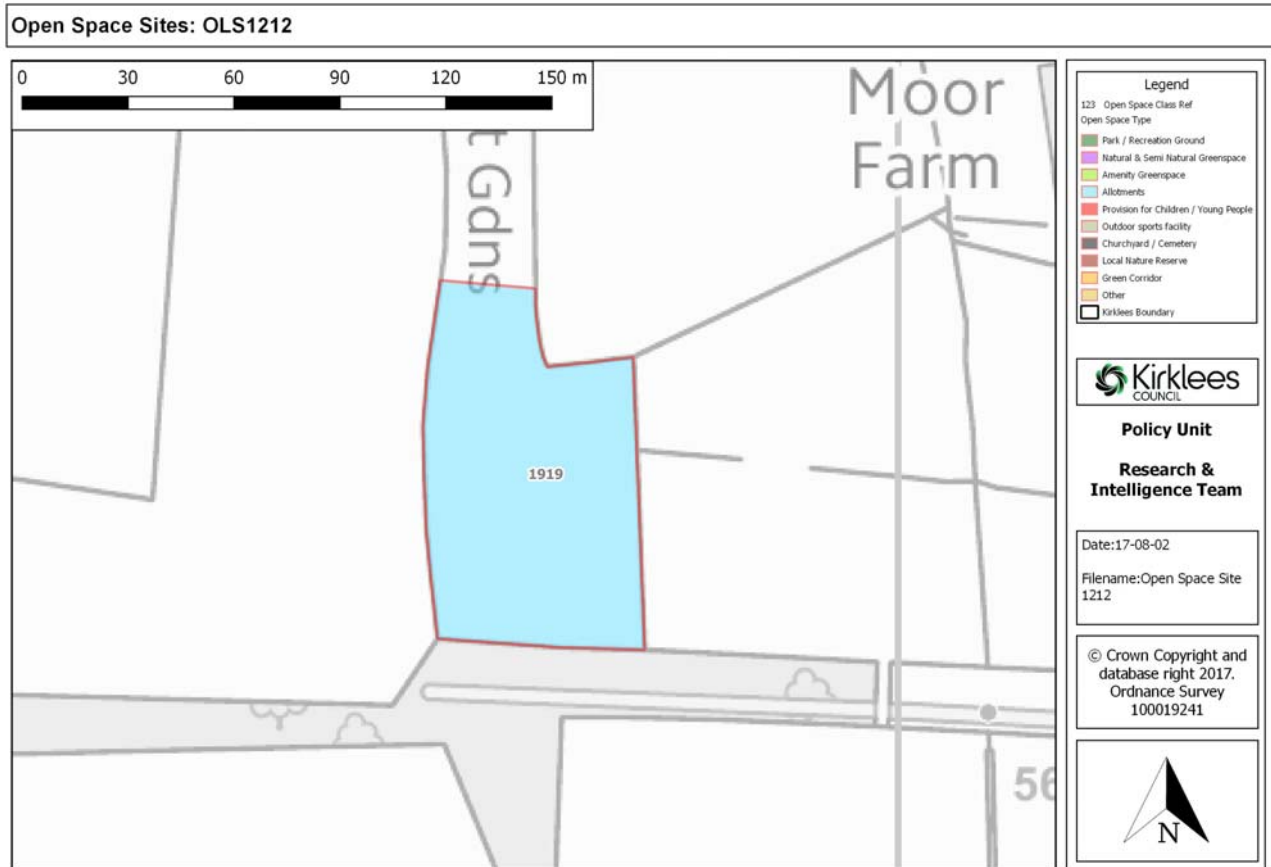 Open Space Sites: OLS1212
0 30 60 90 120 150 m
Moor
Farm
t Gdns
1919
56
Legend
123 Open Space Class Ref
Open Space Type
Park / Recreation Ground
Natural & Semi Natural Greenspace
Amenity Greenspace
Allotments
Provision for Children / Young People
Outdoor sports facility
Churchyard / Cemetery
Local Nature Reserve
Green Corridor
Other
Kirklees Boundary
Kirklees
COUNCIL
Policy Unit
Research &
Intelligence Team
Date:17-08-02
Filename:Open Space Site
1212
© Crown Copyright and
database right 2017.
Ordnance Survey
100019241
N